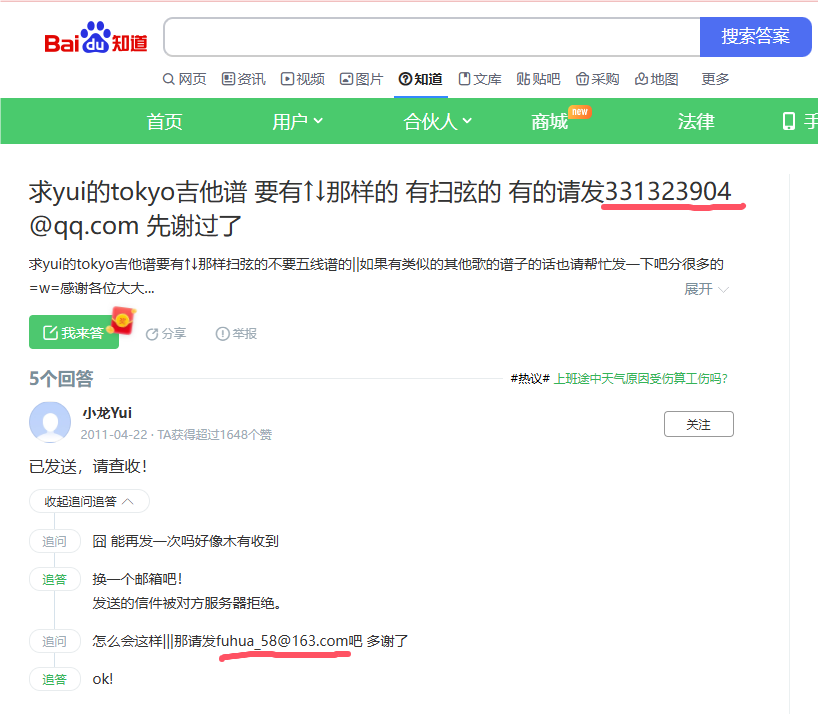 Bai du 知道
搜索答案
网页 资讯 视频 图片 知道 文库 贴吧 采购 地图 更多
首页 用户 合伙人 商城 new 法律 手
求yui的tokyo吉他谱 要有↑↓那样的 有扫弦的 有的请发331323904
@qq.com 先谢过了
求yui的tokyo吉他谱要有↑↓那样扫弦的不要五线谱的||如果有类似的其他歌的谱子的话也请帮忙发一下吧分很多的
=w=感谢各位大大...
展开
我来答 分享 举报
5个回答
#热议# 上班途中天气原因受伤算工伤吗?
小龙Yui
2011-04-22 · TA获得超过1648个赞
关注
已发送，请查收！
收起追问追答
追问 囧 能再发一次吗好像木有收到
追答 换一个邮箱吧！
发送的信件被对方服务器拒绝。
追问 怎么会这样|||那请发fuhua_58@163.com吧 多谢了
追答 ok!